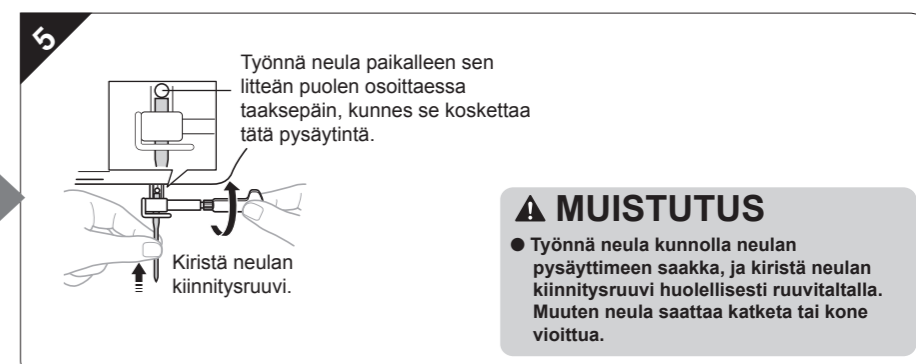 5
Työnnä neula paikalleen sen
litteän puolen osoittaessa
taaksepäin, kunnes se koskettaa
tätä pysäytintä.
Kiristä neulan
kiinnitysruuvi.
MUISTUTUS
● Työnnä neula kunnolla neulan
pysäyttimeen saakka, ja kiristä neulan
kiinnitysruuvi huolellisesti ruuvitaltalla.
Muuten neula saattaa katketa tai kone
vioittua.